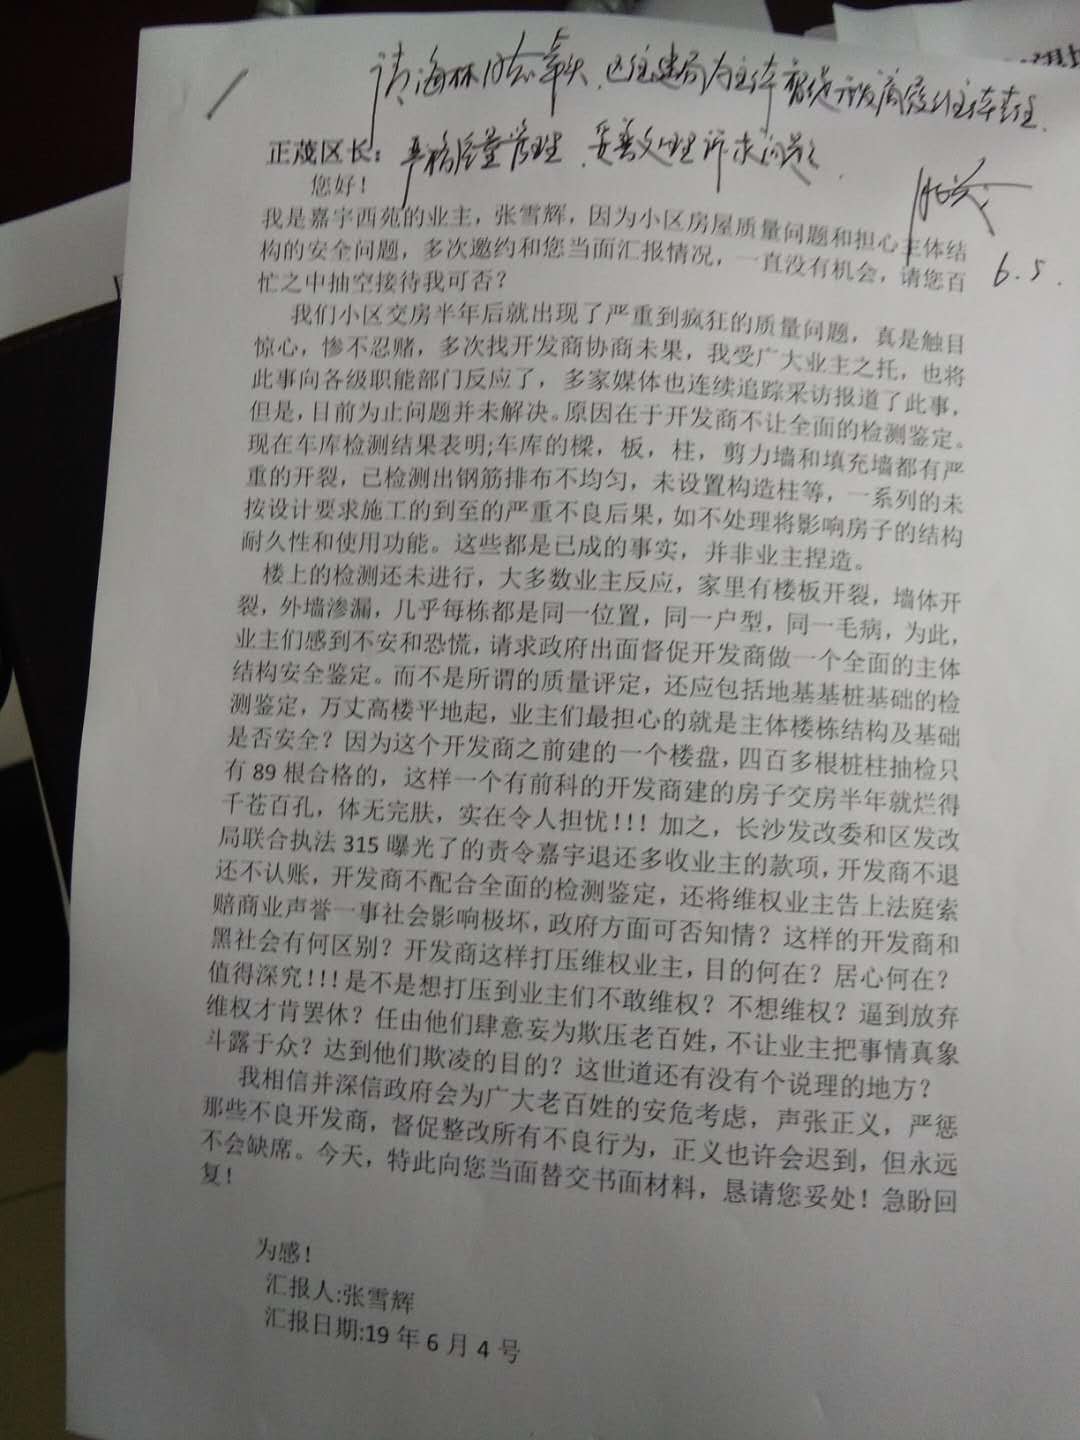 请海林同志牵头,区住建局为主体,督促开发商履行主体责任,
严格质量管理,妥善处理诉求问题.
6.5.
正茂区长：
您好！
我是嘉宇西苑的业主，张雪辉，因为小区房屋质量问题和担心主体结
构的安全问题，多次邀约和您当面汇报情况，一直没有机会，请您百
忙之中抽空接待我可否？
我们小区交房半年后就出现了严重到疯狂的质量问题，真是触目
惊心，惨不忍赌，多次找开发商协商未果，我受广大业主之托，也将
此事向各级职能部门反应了，多家媒体也连续追踪采访报道了此事，
但是，目前为止问题并未解决。原因在于开发商不让全面的检测鉴定。
现在车库检测结果表明;车库的樑，板，柱，剪力墙和填充墙都有严
重的开裂，已检测出钢筋排布不均匀，未设置构造柱等，一系列的未
按设计要求施工的到至的严重不良后果，如不处理将影响房子的结构
耐久性和使用功能。这些都是已成的事实，并非业主捏造。
楼上的检测还未进行，大多数业主反应，家里有楼板开裂，墙体开
裂，外墙渗漏，几乎每栋都是同一位置，同一户型，同一毛病，为此，
业主们感到不安和恐慌，请求政府出面督促开发商做一个全面的主体
结构安全鉴定。而不是所谓的质量评定，还应包括地基基桩基础的检
测鉴定，万丈高楼平地起，业主们最担心的就是主体楼栋结构及基础
是否安全？因为这个开发商之前建的一个楼盘，四百多根桩柱抽检只
有 89 根合格的，这样一个有前科的开发商建的房子交房半年就烂得
千苍百孔，体无完肤，实在令人担忧!!! 加之，长沙发改委和区发改
局联合执法 315 曝光了的责令嘉宇退还多收业主的款项，开发商不退
还不认账，开发商不配合全面的检测鉴定，还将维权业主告上法庭索
赔商业声誉一事社会影响极坏，政府方面可否知情？这样的开发商和
黑社会有何区别？开发商这样打压维权业主，目的何在？居心何在？
值得深究!!! 是不是想打压到业主们不敢维权？不想维权？逼到放弃
维权才肯罢休？任由他们肆意妄为欺压老百姓，不让业主把事情真象
斗露于众？达到他们欺凌的目的？这世道还有没有个说理的地方？
我相信并深信政府会为广大老百姓的安危考虑，声张正义，严惩
那些不良开发商，督促整改所有不良行为，正义也许会迟到，但永远
不会缺席。今天，特此向您当面替交书面材料，恳请您妥处！急盼回
复！
为感！
汇报人:张雪辉
汇报日期:19 年 6 月 4 号